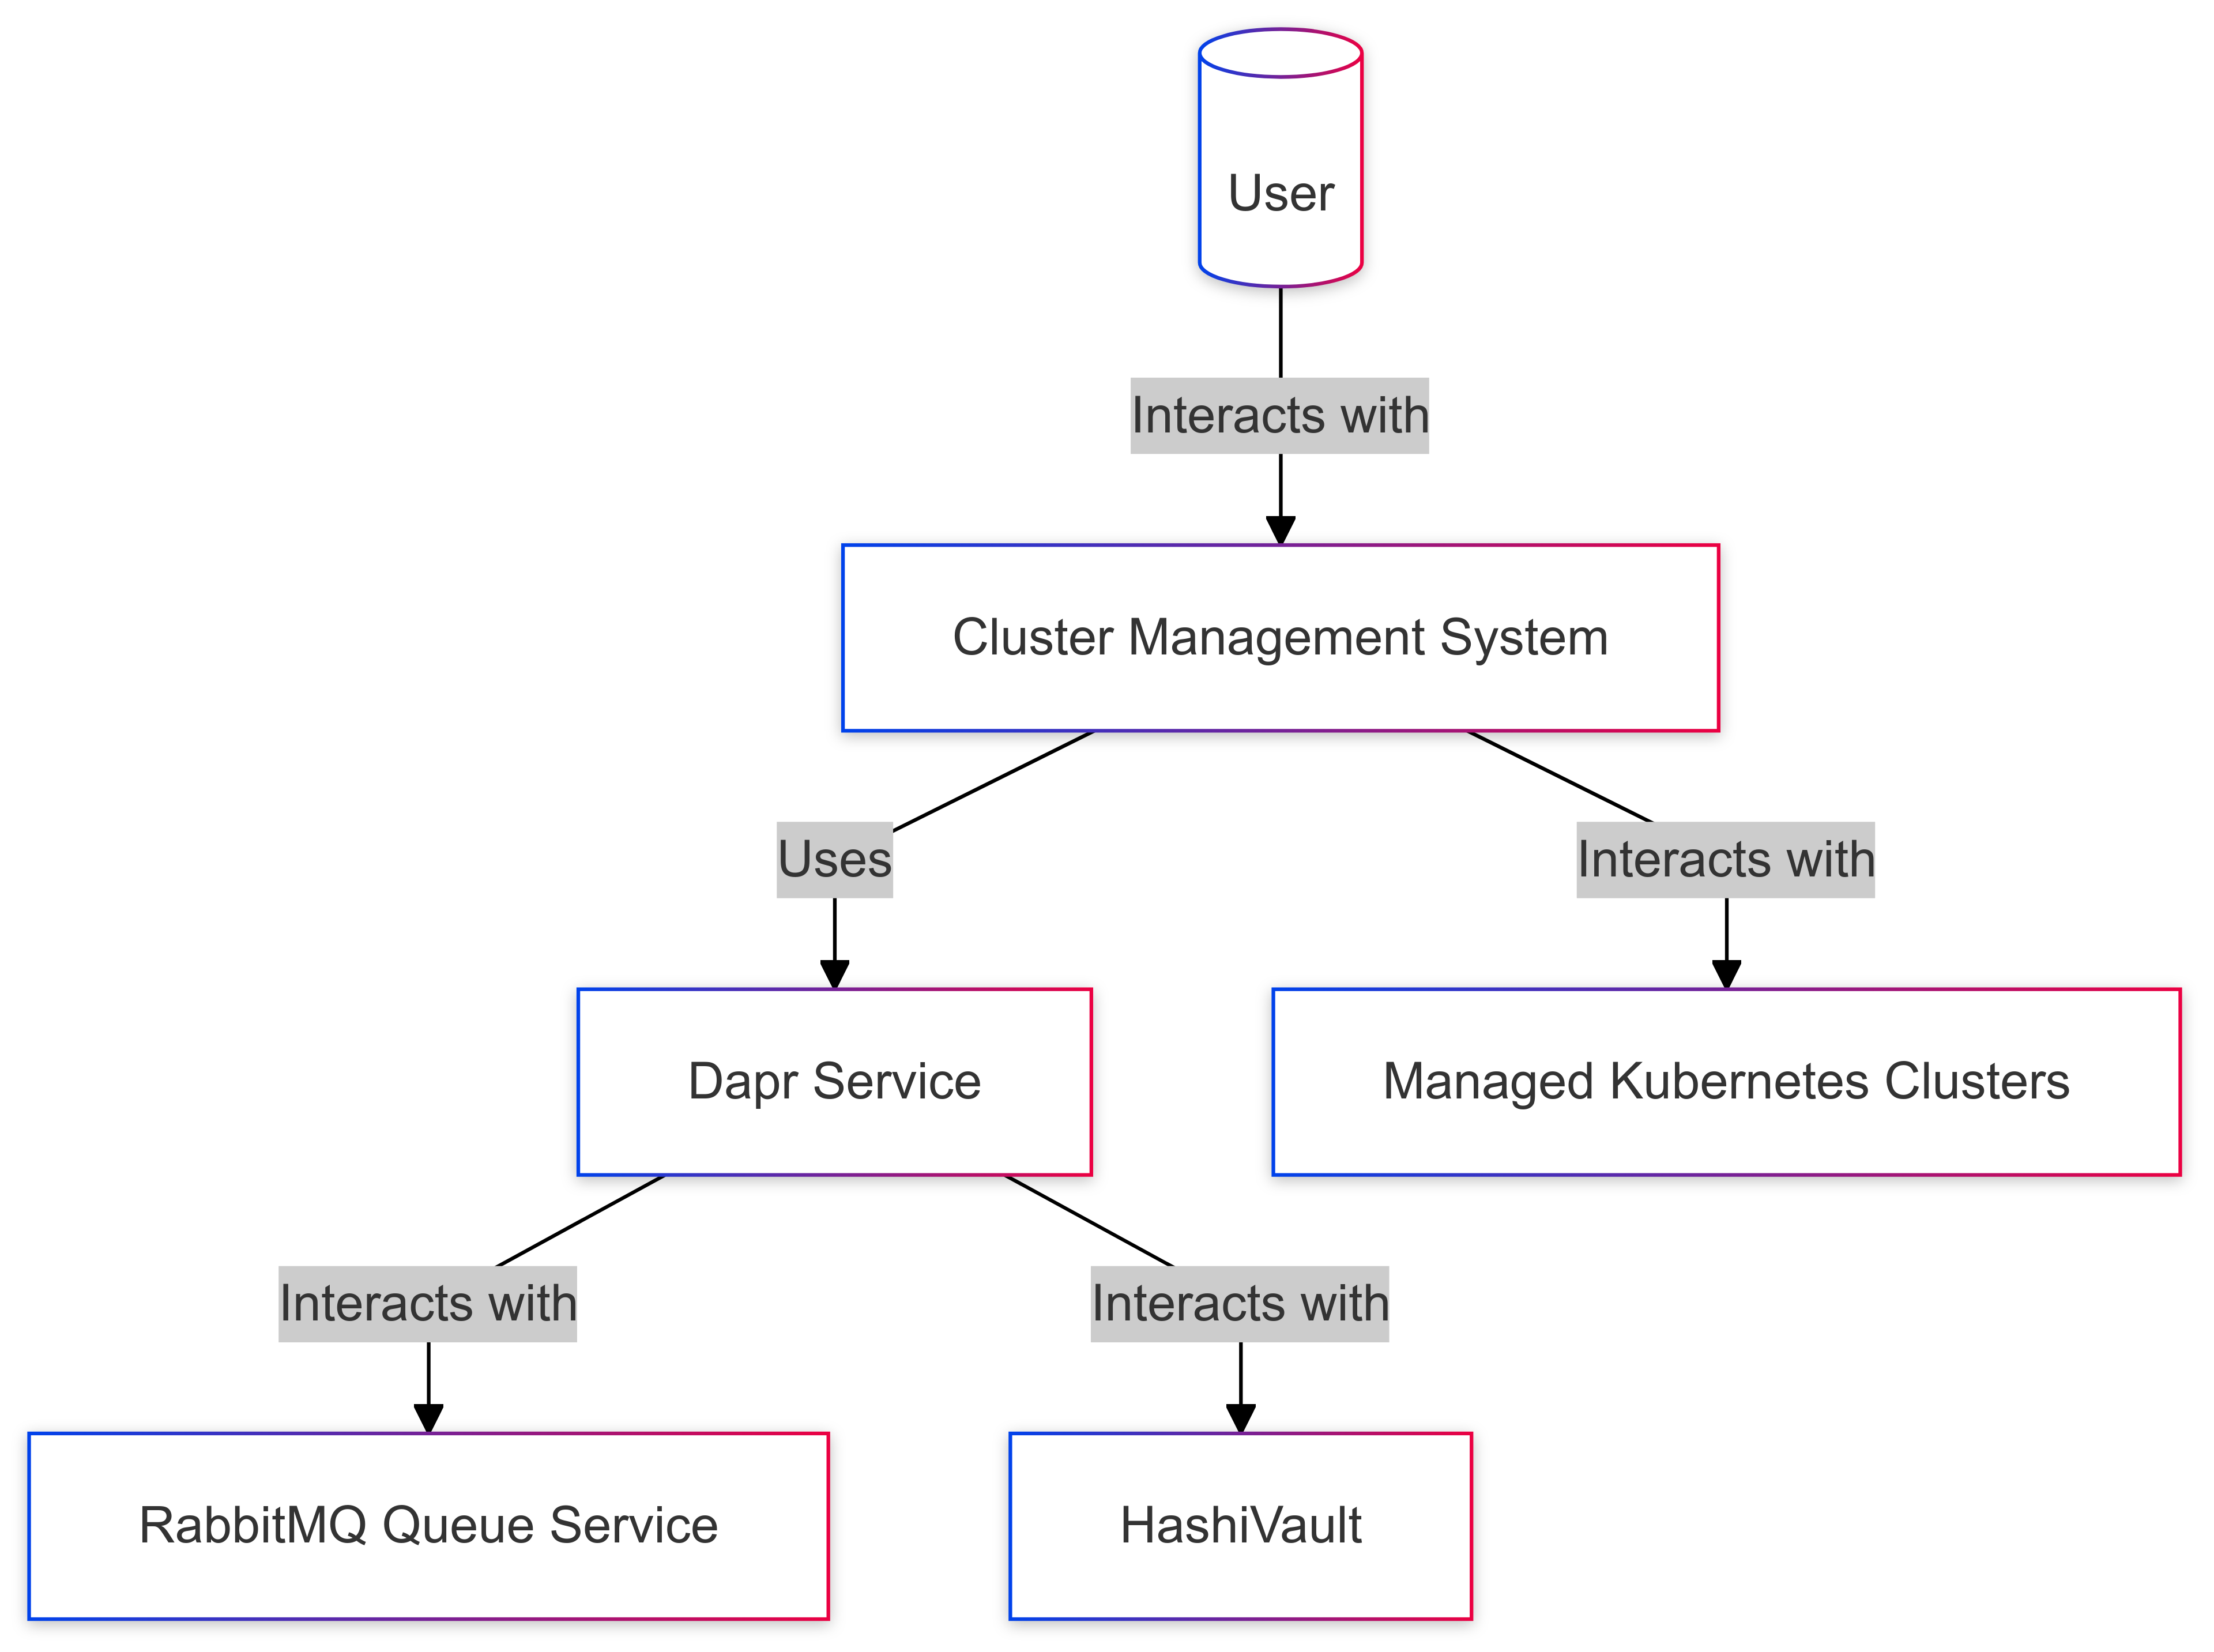 User
Interacts with
Cluster Management System
Uses
Interacts with
Dapr Service
Managed Kubernetes Clusters
Interacts with
Interacts with
RabbitMQ Queue Service
HashiVault